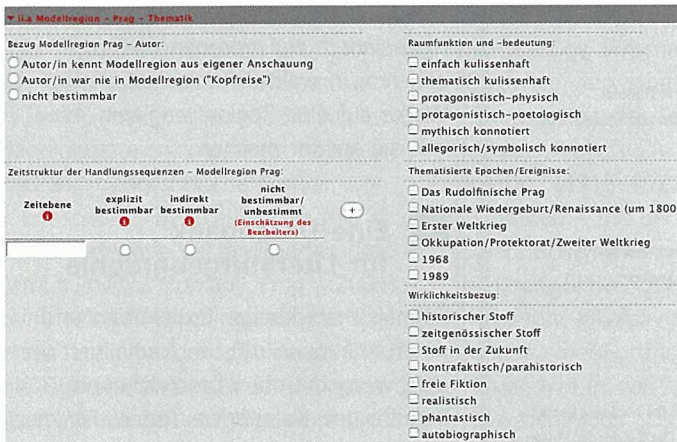 ▼ ii.a Modellregion – Prag – Thematik
Bezug Modellregion Prag – Autor:
Autor/in kennt Modellregion aus eigener Anschauung
Autor/in war nie in Modellregion ("Kopfreise")
nicht bestimmbar
Zeitstruktur der Handlungssequenzen – Modellregion Prag:
Zeitebene
explizit bestimmbar
indirekt bestimmbar
nicht bestimmbar/ unbestimmt
(Einschätzung des Bearbeiters)
+
Raumfunktion und -bedeutung:
einfach kulissenhaft
thematisch kulissenhaft
protagonistisch-physisch
protagonistisch-poetologisch
mythisch konnotiert
allegorisch/symbolisch konnotiert
Thematisierte Epochen/Ereignisse:
Das Rudolfinische Prag
Nationale Wiedergeburt/Renaissance (um 1800
Erster Weltkrieg
Okkupation/Protektorat/Zweiter Weltkrieg
1968
1989
Wirklichkeitsbezug:
historischer Stoff
zeitgenössischer Stoff
Stoff in der Zukunft
kontrafaktisch/parahistorisch
freie Fiktion
realistisch
phantastisch
autobiographisch